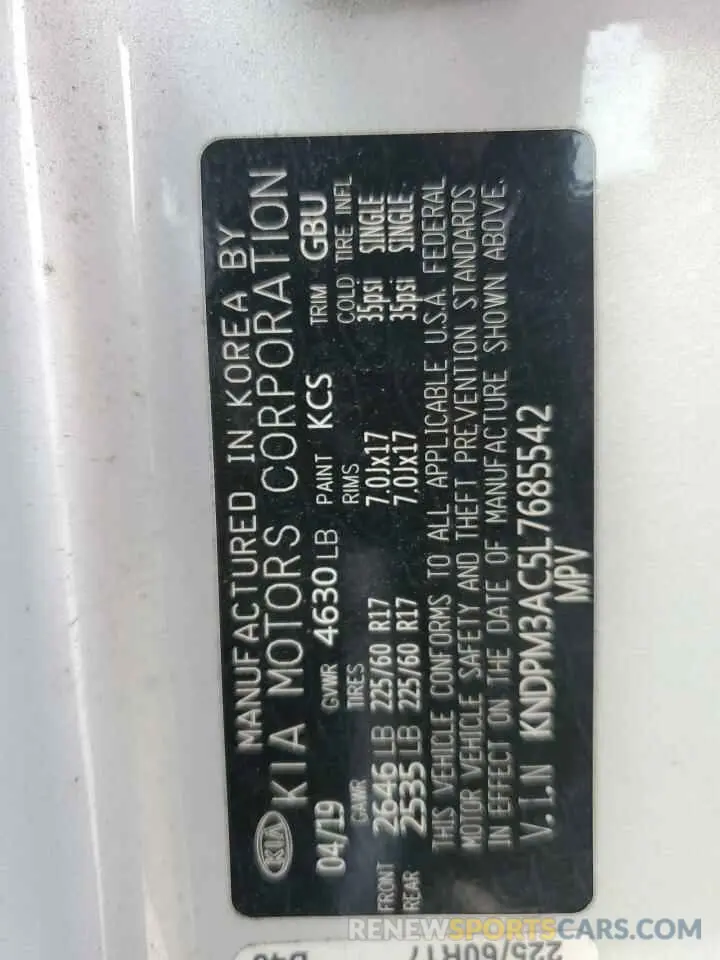 MANUFACTURED IN KOREA BY
KIA KIA MOTORS CORPORATION
04/19 GVWR 4630 LB PAINT KCS TRIM GBU
GAWR TIRES RIMS COLD TIRE INFL
FRONT 2646 LB 225/60 R17 7.0Jx17 35psi SINGLE
REAR 2535 LB 225/60 R17 7.0Jx17 35psi SINGLE
THIS VEHICLE CONFORMS TO ALL APPLICABLE U.S.A. FEDERAL
MOTOR VEHICLE SAFETY AND THEFT PREVENTION STANDARDS
IN EFFECT ON THE DATE OF MANUFACTURE SHOWN ABOVE.
V.I.N KNDPM3AC5L7685542
MPV
225/60R17
RENEWSPORTSCARS.COM